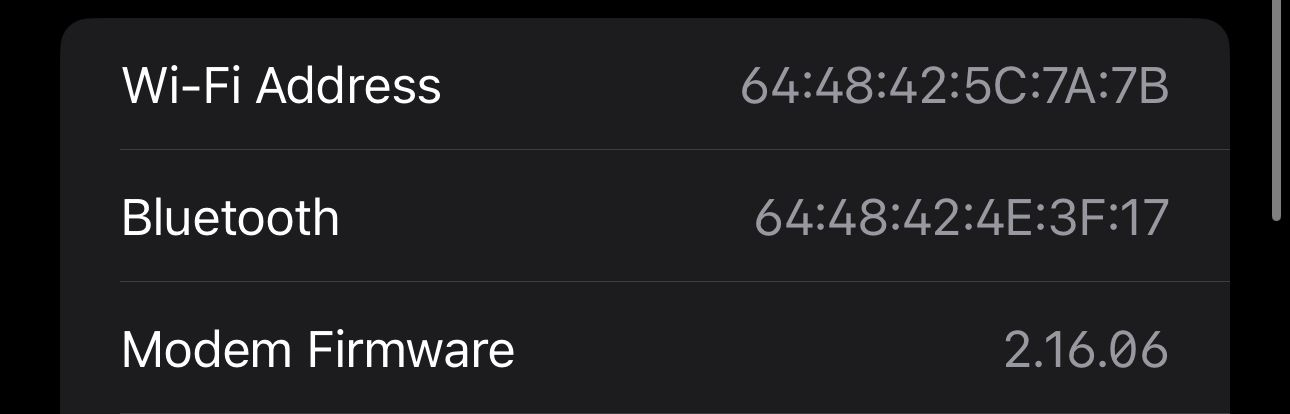 Wi-Fi Address 64:48:42:5C:7A:7B
Bluetooth 64:48:42:4E:3F:17
Modem Firmware 2.16.06